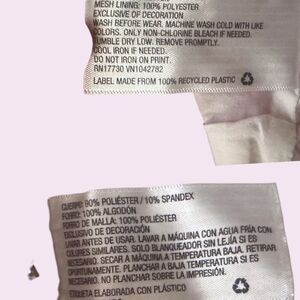 MESH LINING: 100% POLYESTER
EXCLUSIVE OF DECORATION
WASH BEFORE WEAR. MACHINE WASH COLD WITH LIKE
COLORS. ONLY NON-CHLORINE BLEACH IF NEEDED.
TUMBLE DRY LOW. REMOVE PROMPTLY.
COOL IRON IF NEEDED.
DO NOT IRON ON PRINT.
RN17730 VN1042782
LABEL MADE FROM 100% RECYCLED PLASTIC
CUERPO: 90% POLIÉSTER / 10% SPANDEX
FORRO: 100% ALGODÓN
FORRO DE MALLA: 100% POLIÉSTER
EXCLUSIVO DE DECORACIÓN
LAVAR ANTES DE USAR. LAVAR A MÁQUINA CON AGUA FRÍA CON
COLORES SIMILARES. SOLO BLANQUEADOR SIN LEJÍA SI ES
NECESARIO. SECAR A MÁQUINA A TEMPERATURA BAJA. RETIRAR
OPORTUNAMENTE. PLANCHAR A BAJA TEMPERATURA SI ES
NECESARIO. NO PLANCHAR SOBRE LA IMPRESIÓN.
ETIQUETA ELABORADA CON PLÁSTICO